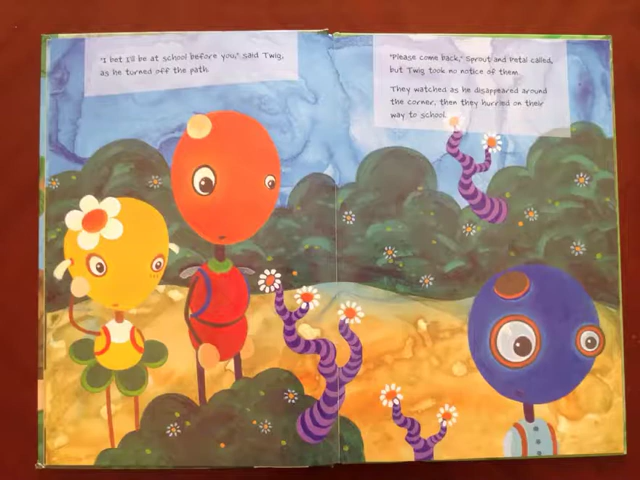 "I bet I'll be at school before you," said Twig,
as he turned off the path.
"Please come back," Sprout and Petal called,
but Twig took no notice of them.
They watched as he disappeared around
the corner, then they hurried on their
way to school.